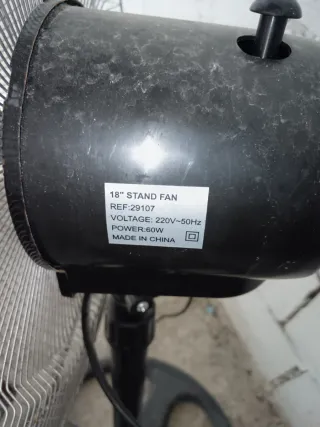 18" STAND FAN
REF:29107
VOLTAGE: 220V~50Hz
POWER:60W
MADE IN CHINA